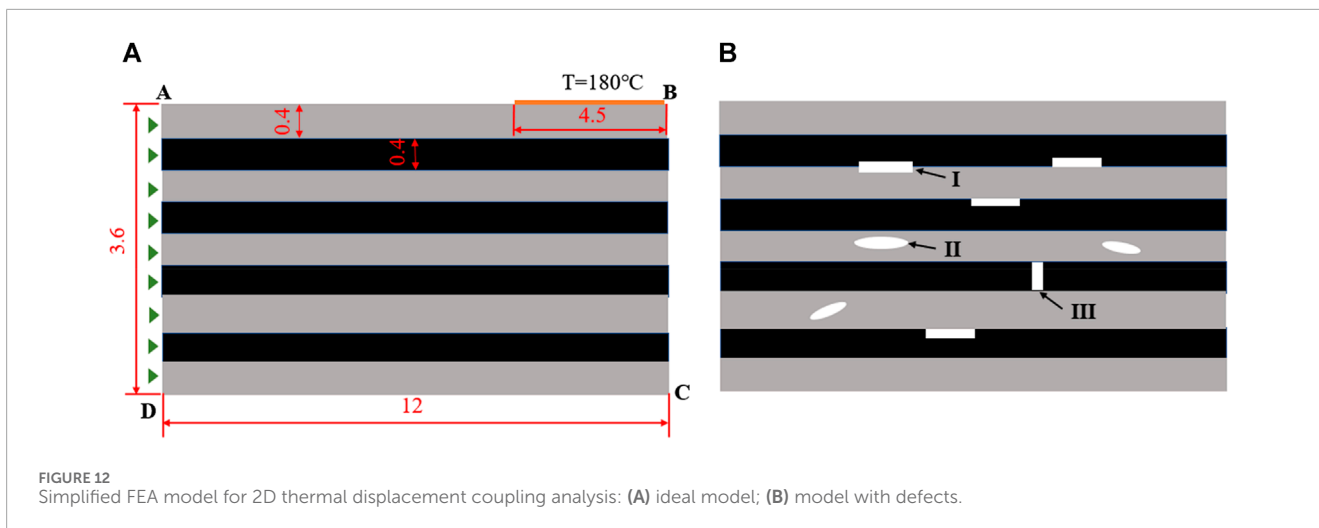 A
B
T=180℃
A
B
0.4
4.5
0.4
3.6
I
II
III
D
C
12
FIGURE 12
Simplified FEA model for 2D thermal displacement coupling analysis: (A) ideal model; (B) model with defects.